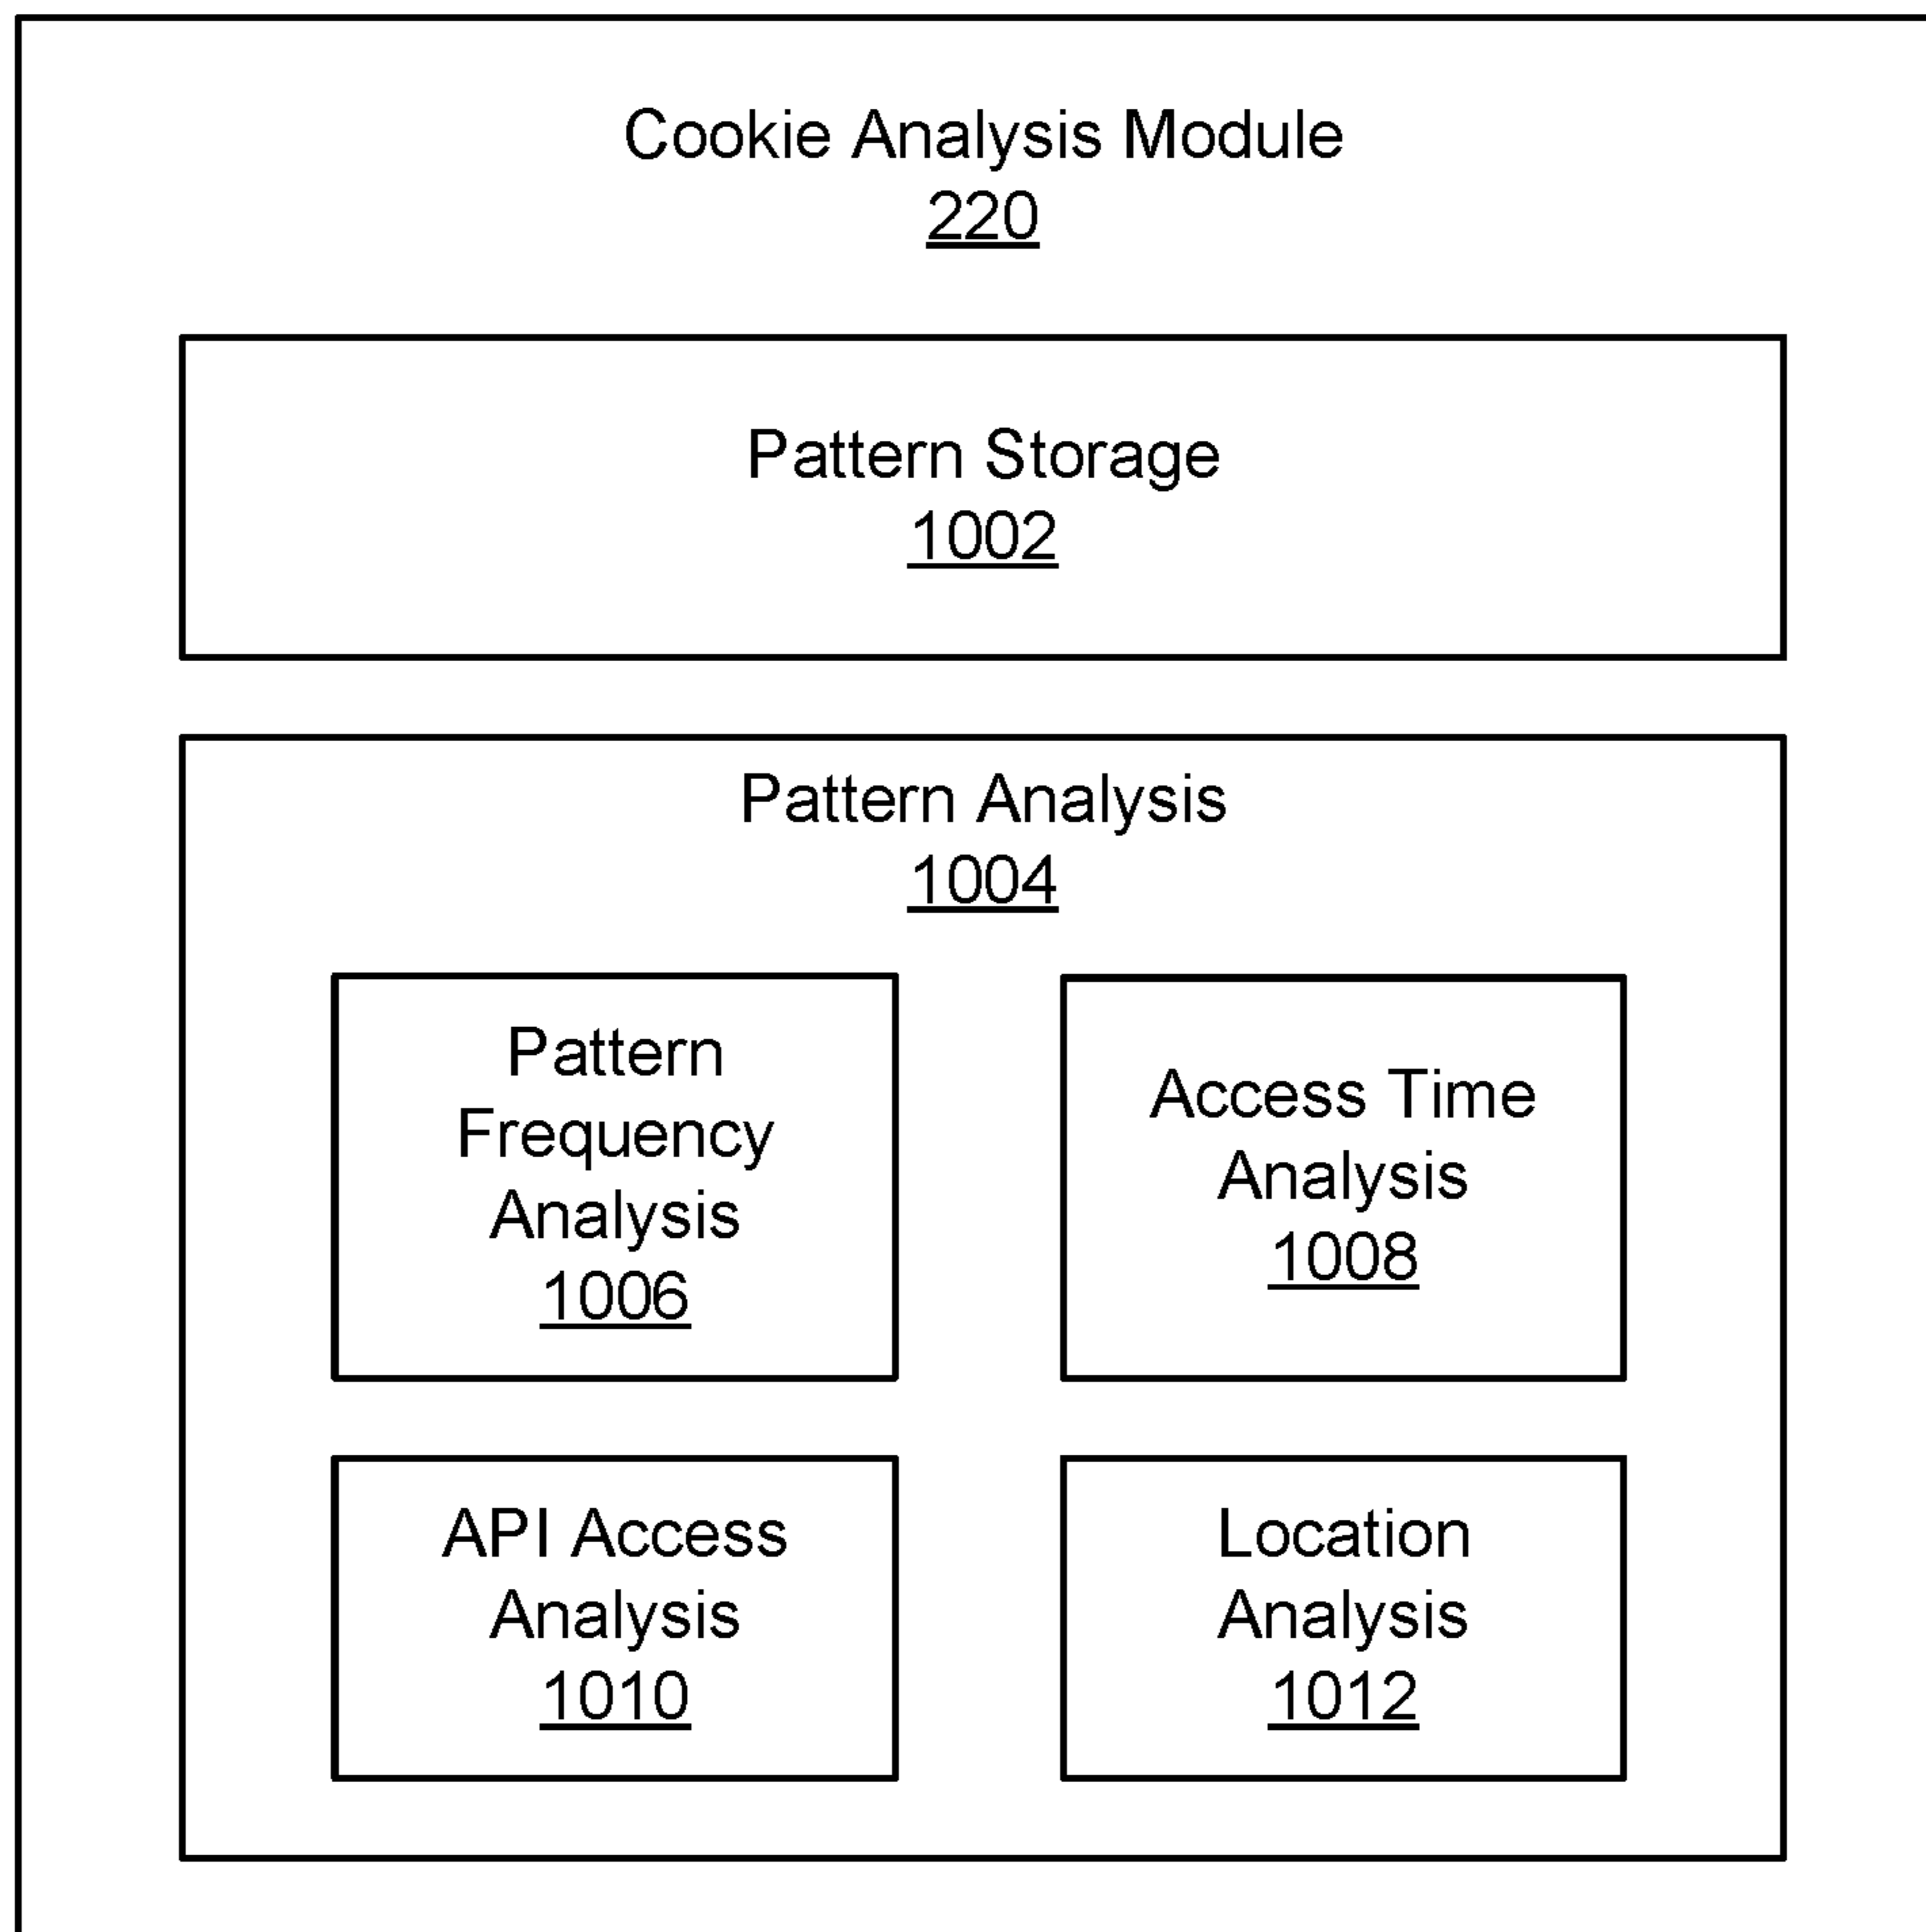 Cookie Analysis Module
220
Pattern Storage
1002
Pattern Analysis
1004
Pattern
Frequency
Analysis
1006
Access Time
Analysis
1008
API Access
Analysis
1010
Location
Analysis
1012